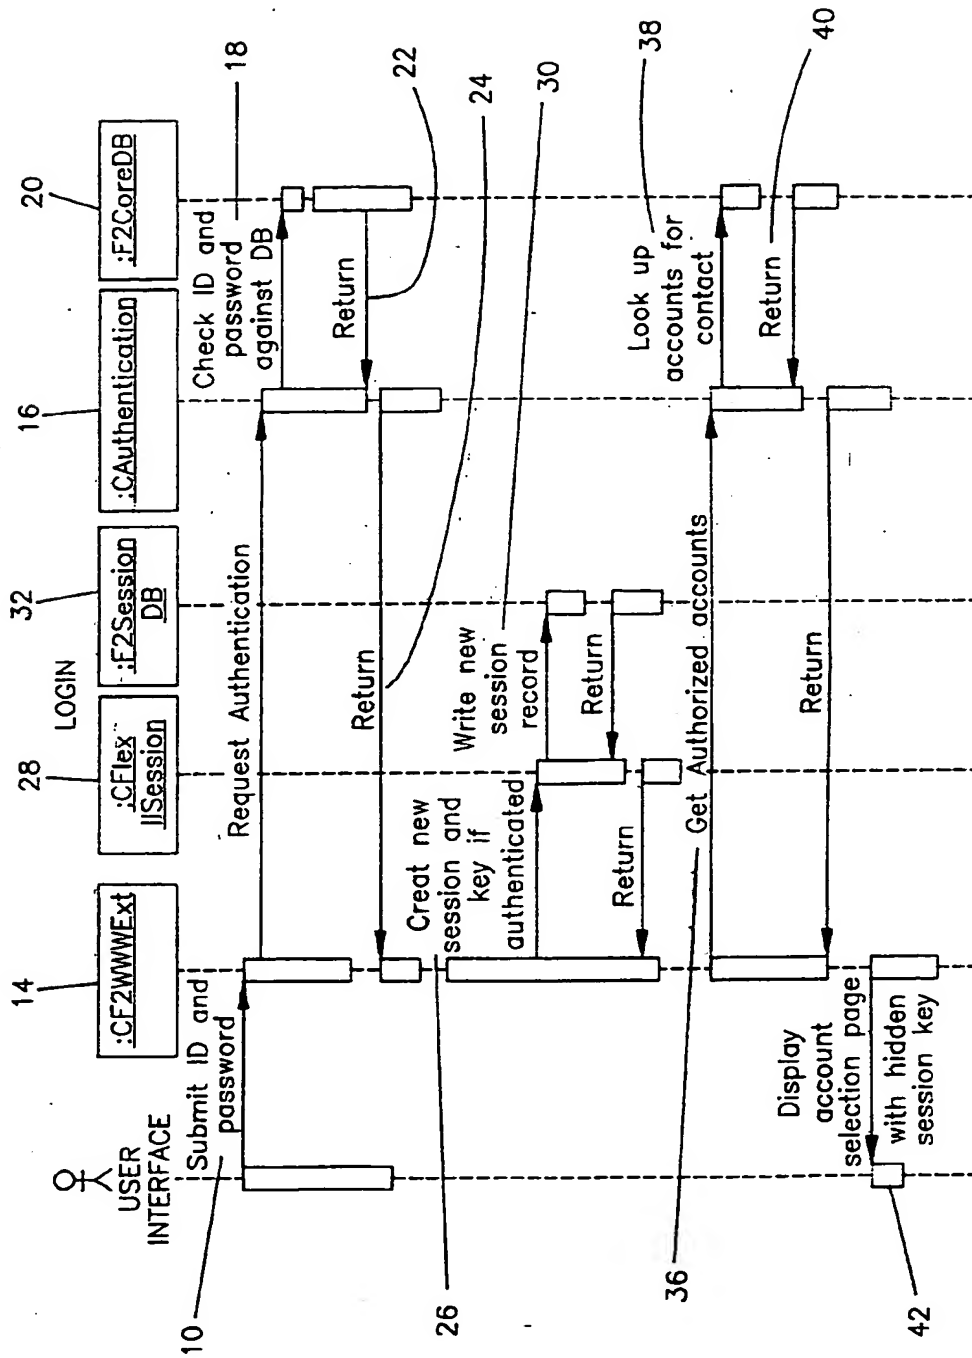 LOGIN
14
28
32
16
20
USER
INTERFACE
:CF2WWWExt
:CFlex
IISession
:F2Session
DB
:CAuthentication
:F2CoreDB
10
Submit ID and
password
Request Authentication
Check ID and
password
against DB
18
Return
22
Return
24
26
Creat new
session and
key if
authenticated
Write new
session
record
30
Return
Return
36
Get Authorized accounts
Look up
accounts for
contact
38
Return
40
Return
Display
account
selection page
with hidden
session key
42